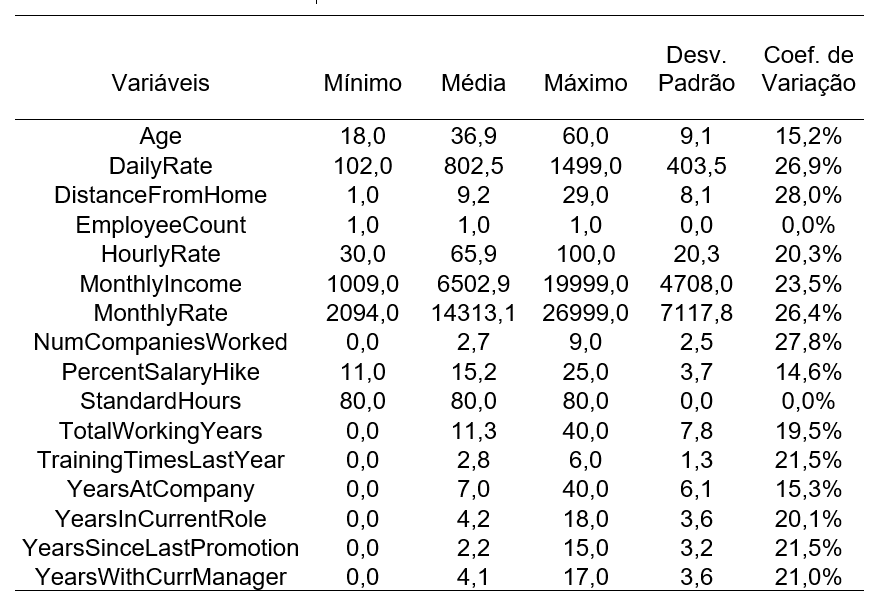 Variáveis Mínimo Média Máximo Desv. Padrão Coef. de Variação
Age 18,0 36,9 60,0 9,1 15,2%
DailyRate 102,0 802,5 1499,0 403,5 26,9%
DistanceFromHome 1,0 9,2 29,0 8,1 28,0%
EmployeeCount 1,0 1,0 1,0 0,0 0,0%
HourlyRate 30,0 65,9 100,0 20,3 20,3%
MonthlyIncome 1009,0 6502,9 19999,0 4708,0 23,5%
MonthlyRate 2094,0 14313,1 26999,0 7117,8 26,4%
NumCompaniesWorked 0,0 2,7 9,0 2,5 27,8%
PercentSalaryHike 11,0 15,2 25,0 3,7 14,6%
StandardHours 80,0 80,0 80,0 0,0 0,0%
TotalWorkingYears 0,0 11,3 40,0 7,8 19,5%
TrainingTimesLastYear 0,0 2,8 6,0 1,3 21,5%
YearsAtCompany 0,0 7,0 40,0 6,1 15,3%
YearsInCurrentRole 0,0 4,2 18,0 3,6 20,1%
YearsSinceLastPromotion 0,0 2,2 15,0 3,2 21,5%
YearsWithCurrManager 0,0 4,1 17,0 3,6 21,0%